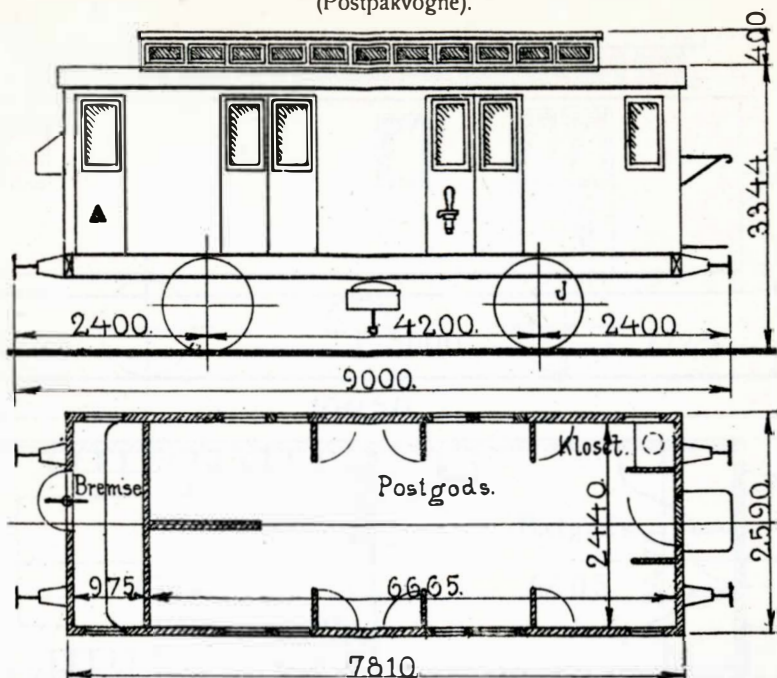 (Postpakvogne).
400.
3344.
J
2400. 4200. 2400.
9000.
Kloset.
Bremse Postgods.
2440. 2590.
975. 6665.
7810.